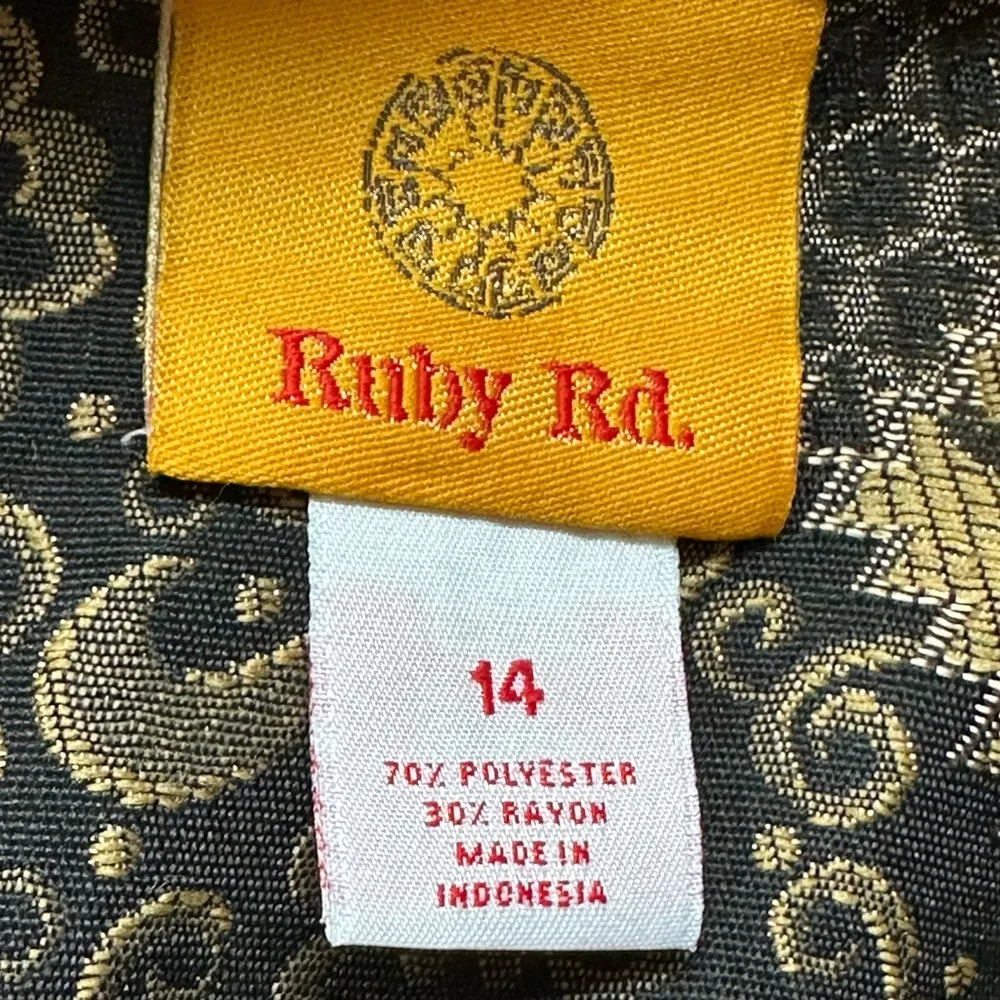 Ruby Rd.
14
70% POLYESTER
30% RAYON
MADE IN
INDONESIA